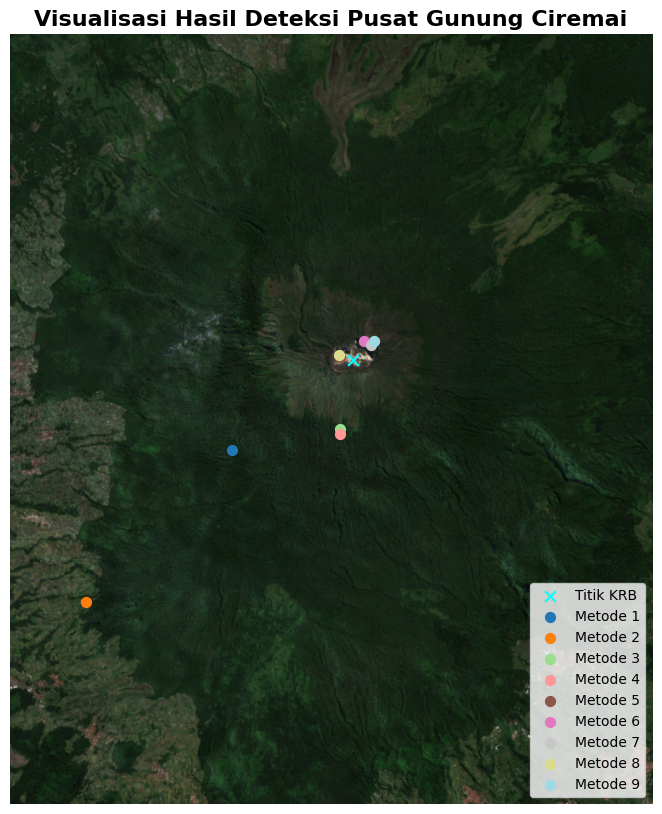 Visualisasi Hasil Deteksi Pusat Gunung Ciremai
Titik KRB
Metode 1
Metode 2
Metode 3
Metode 4
Metode 5
Metode 6
Metode 7
Metode 8
Metode 9